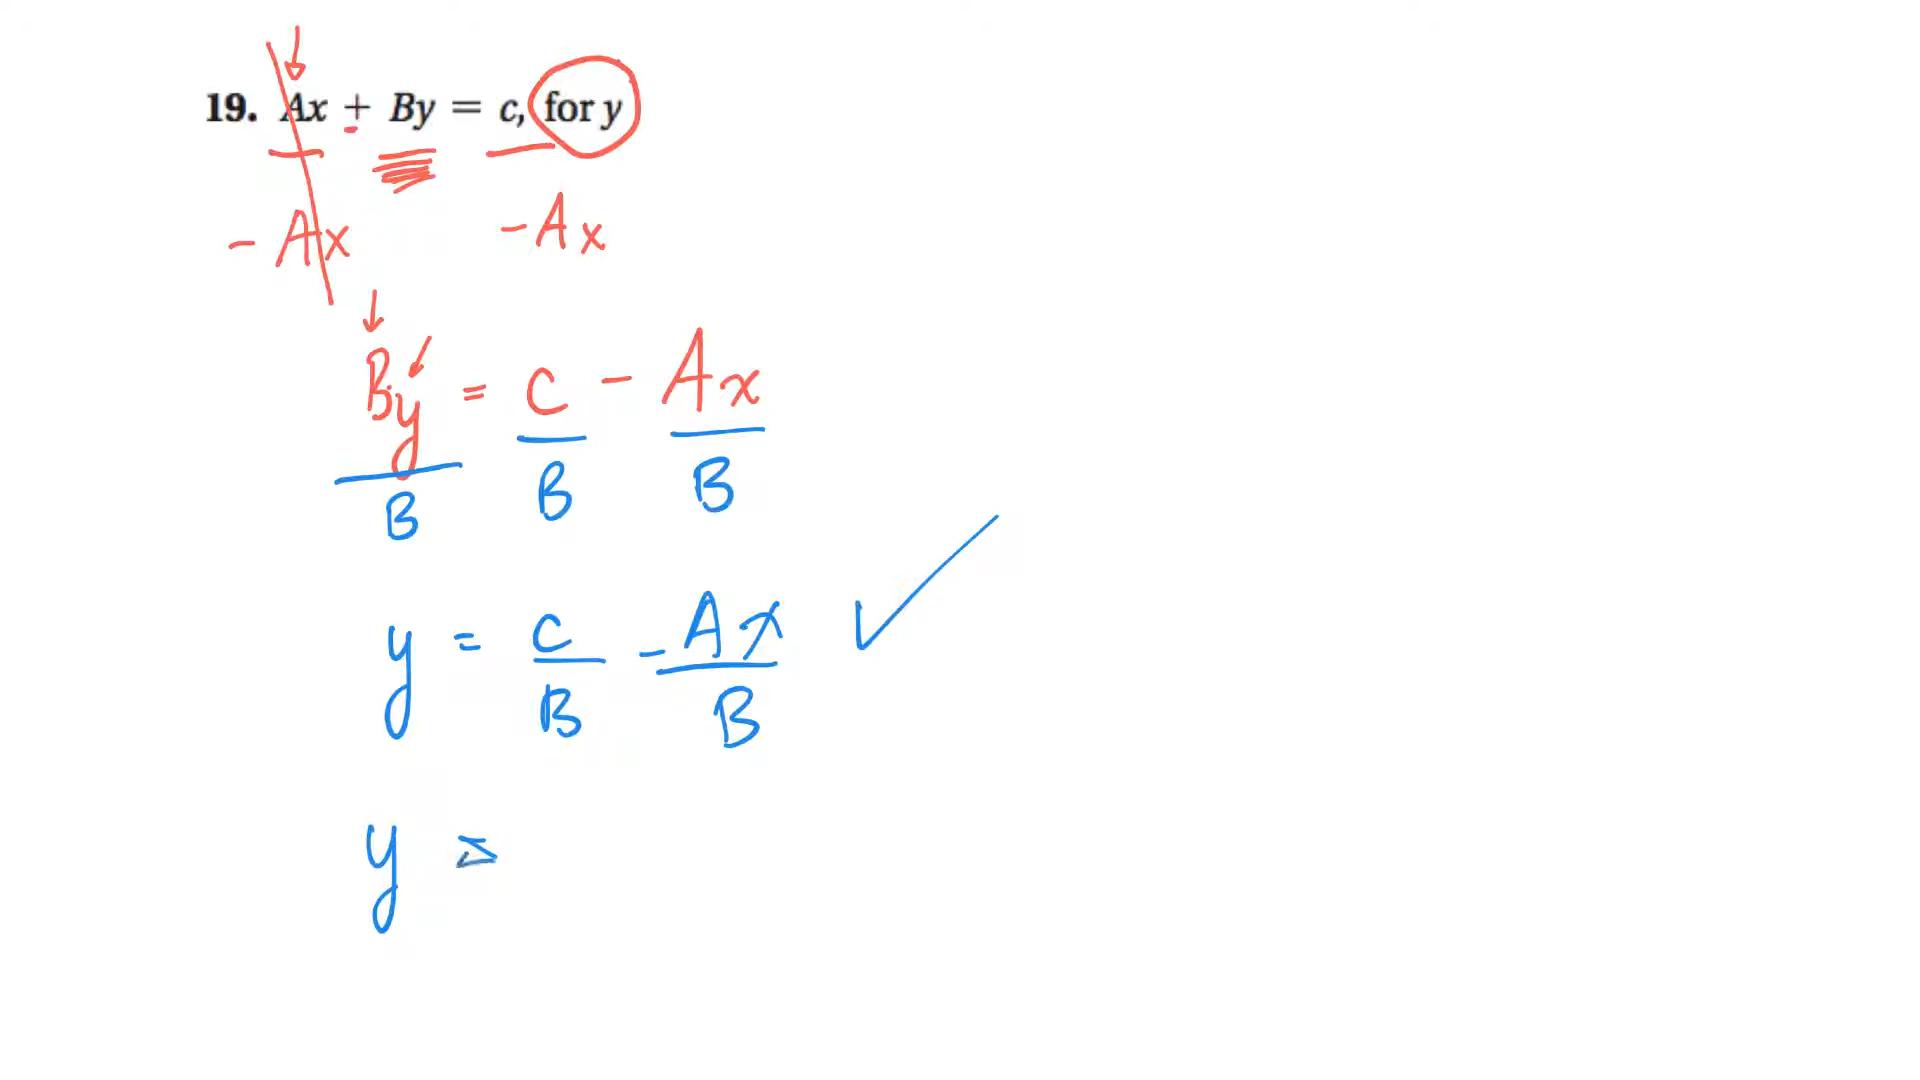 19. Ax + By = c, for y
- Ax - Ax
By = c - Ax
B B B
y = c - Ax
B B
y =